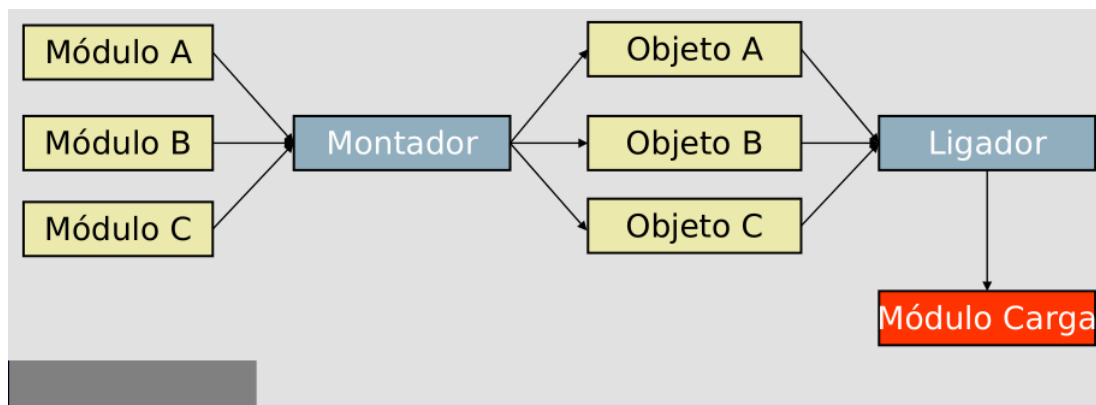 Módulo A
Módulo B
Módulo C
Montador
Objeto A
Objeto B
Objeto C
Ligador
Módulo Carga